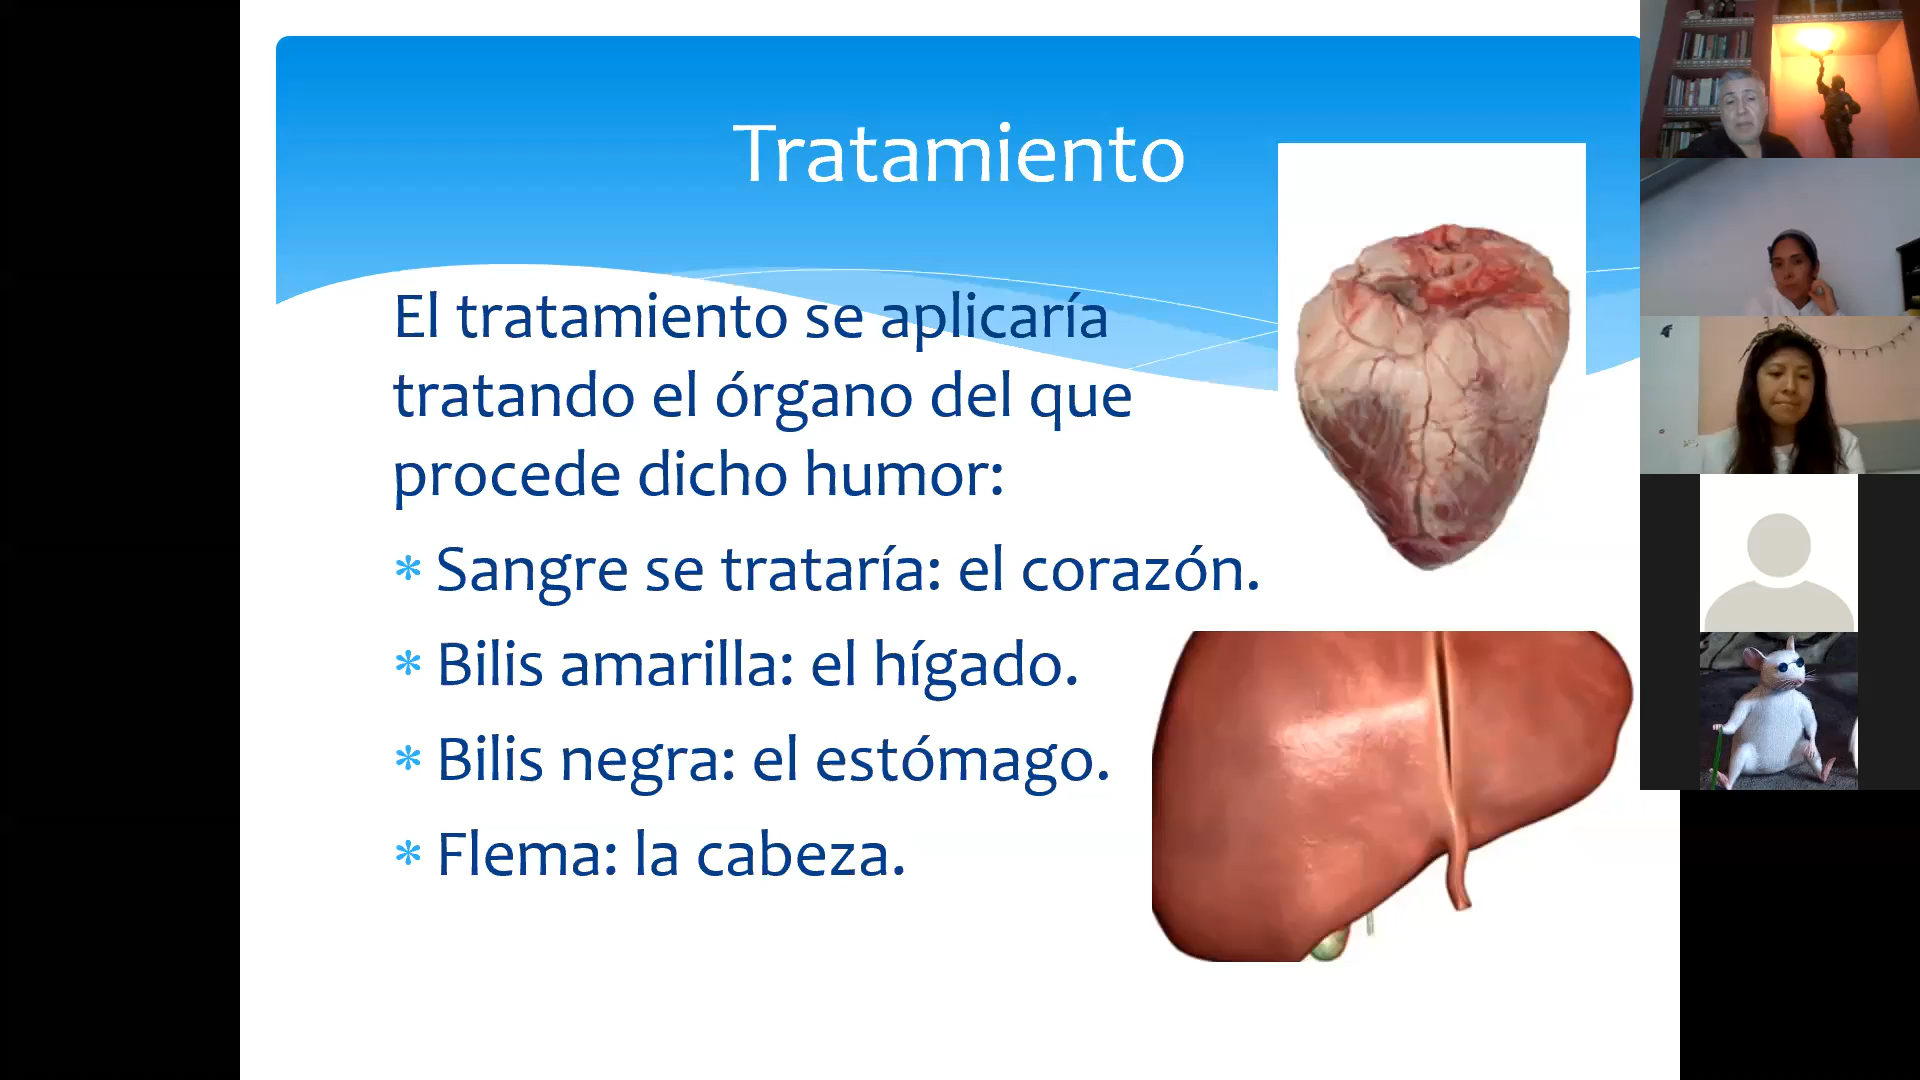 Tratamiento
El tratamiento se aplicaría
tratando el órgano del que
procede dicho humor:
* Sangre se trataría: el corazón.
* Bilis amarilla: el hígado.
* Bilis negra: el estómago.
* Flema: la cabeza.